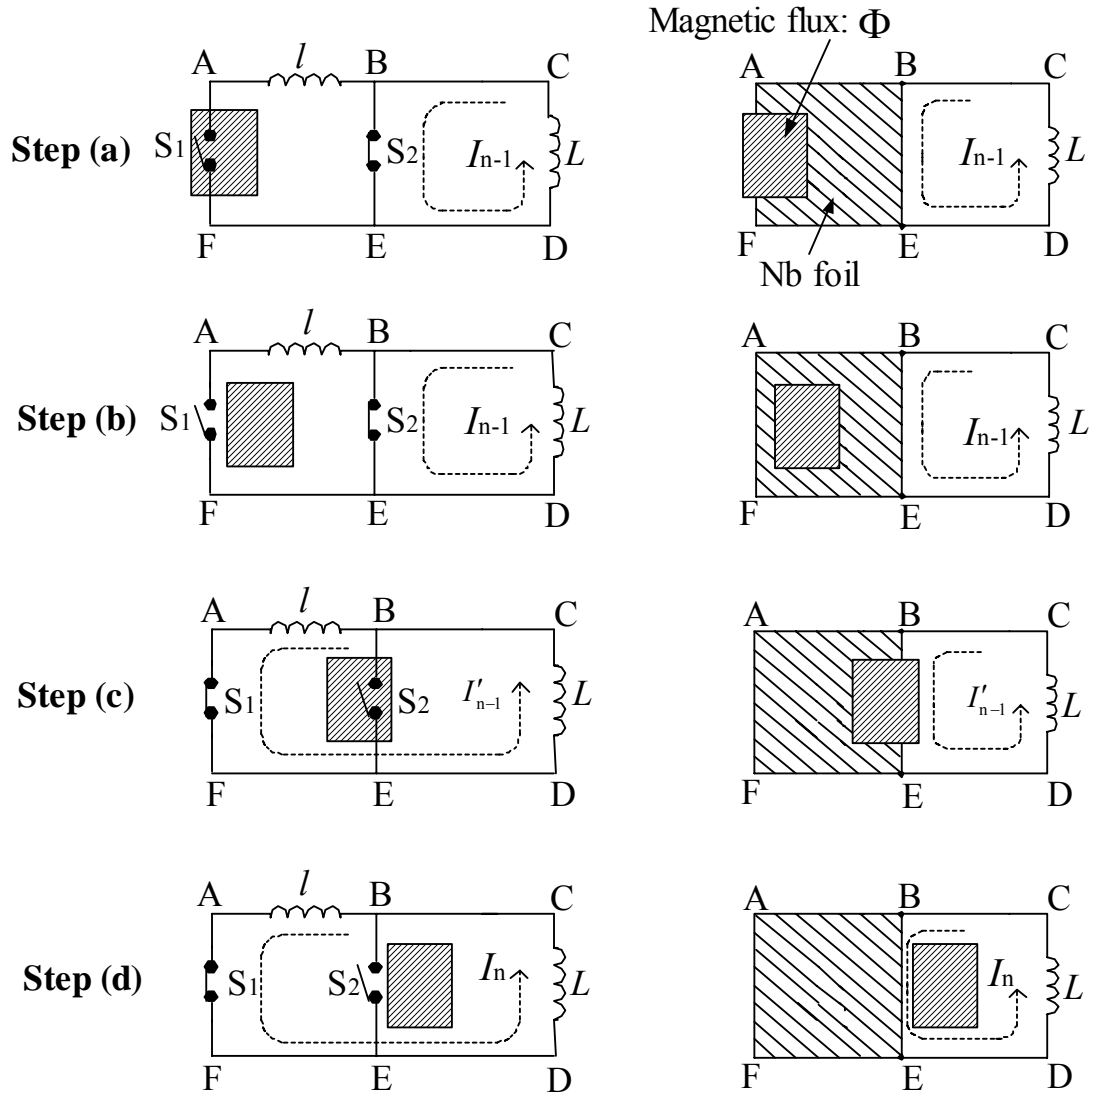 Magnetic flux: Φ
A l B C A B C
Step (a) S1 S2 In-1 L In-1 L
F E D F E D
Nb foil
A l B C A B C
Step (b) S1 S2 In-1 L In-1 L
F E D F E D
A l B C A B C
Step (c) S1 S2 I′n−1 L I′n−1 L
F E D F E D
A l B C A B C
Step (d) S1 S2 In L In L
F E D F E D